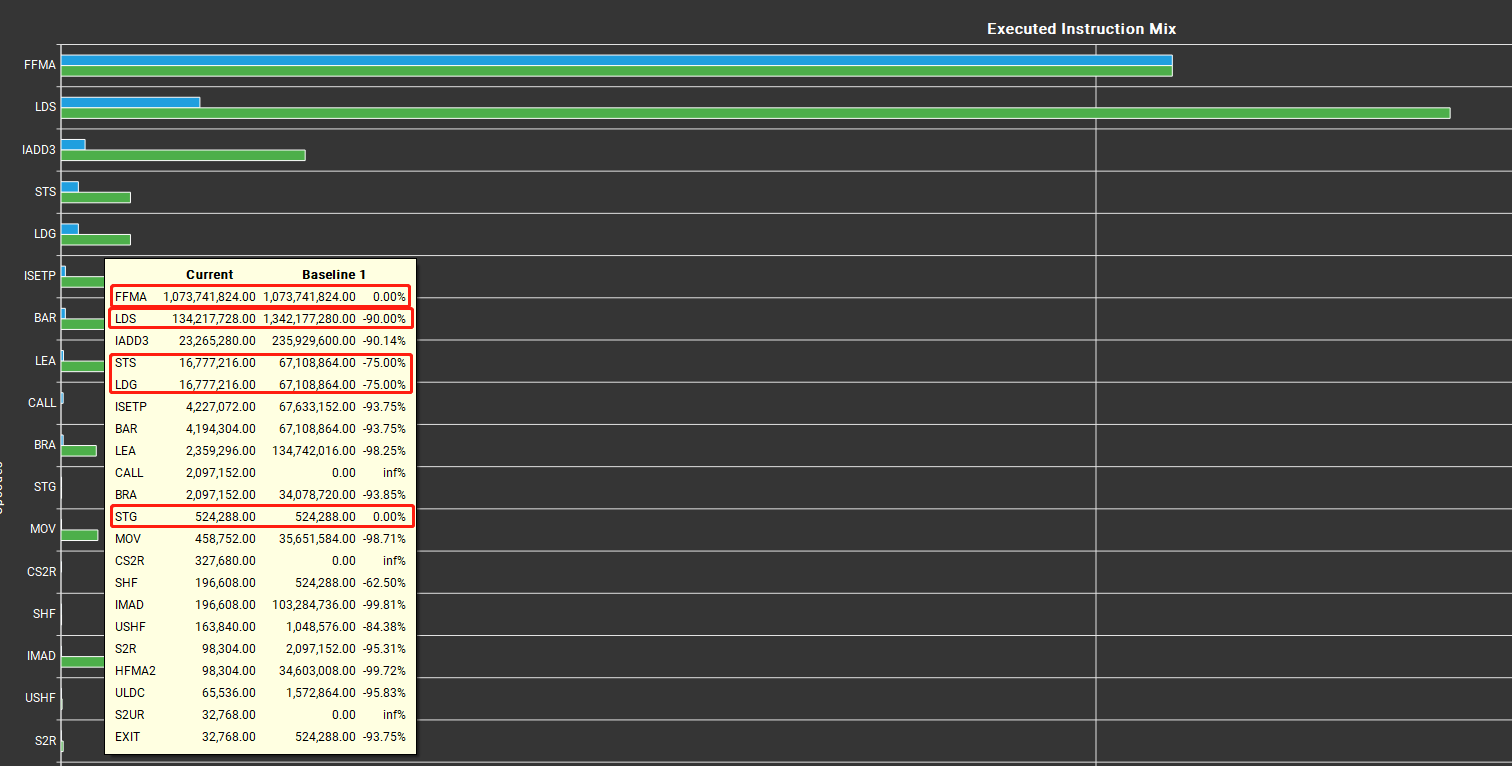 Executed Instruction Mix
FFMA
LDS
IADD3
STS
LDG
ISETP
BAR
LEA
CALL
BRA
STG
MOV
CS2R
SHF
IMAD
USHF
S2R
Current Baseline 1
FFMA 1,073,741,824.00 1,073,741,824.00 0.00%
LDS 134,217,728.00 1,342,177,280.00 -90.00%
IADD3 23,265,280.00 235,929,600.00 -90.14%
STS 16,777,216.00 67,108,864.00 -75.00%
LDG 16,777,216.00 67,108,864.00 -75.00%
ISETP 4,227,072.00 67,633,152.00 -93.75%
BAR 4,194,304.00 67,108,864.00 -93.75%
LEA 2,359,296.00 134,742,016.00 -98.25%
CALL 2,097,152.00 0.00 inf%
BRA 2,097,152.00 34,078,720.00 -93.85%
STG 524,288.00 524,288.00 0.00%
MOV 458,752.00 35,651,584.00 -98.71%
CS2R 327,680.00 0.00 inf%
SHF 196,608.00 524,288.00 -62.50%
IMAD 196,608.00 103,284,736.00 -99.81%
USHF 163,840.00 1,048,576.00 -84.38%
S2R 98,304.00 2,097,152.00 -95.31%
HFMA2 98,304.00 34,603,008.00 -99.72%
ULDC 65,536.00 1,572,864.00 -95.83%
S2UR 32,768.00 0.00 inf%
EXIT 32,768.00 524,288.00 -93.75%